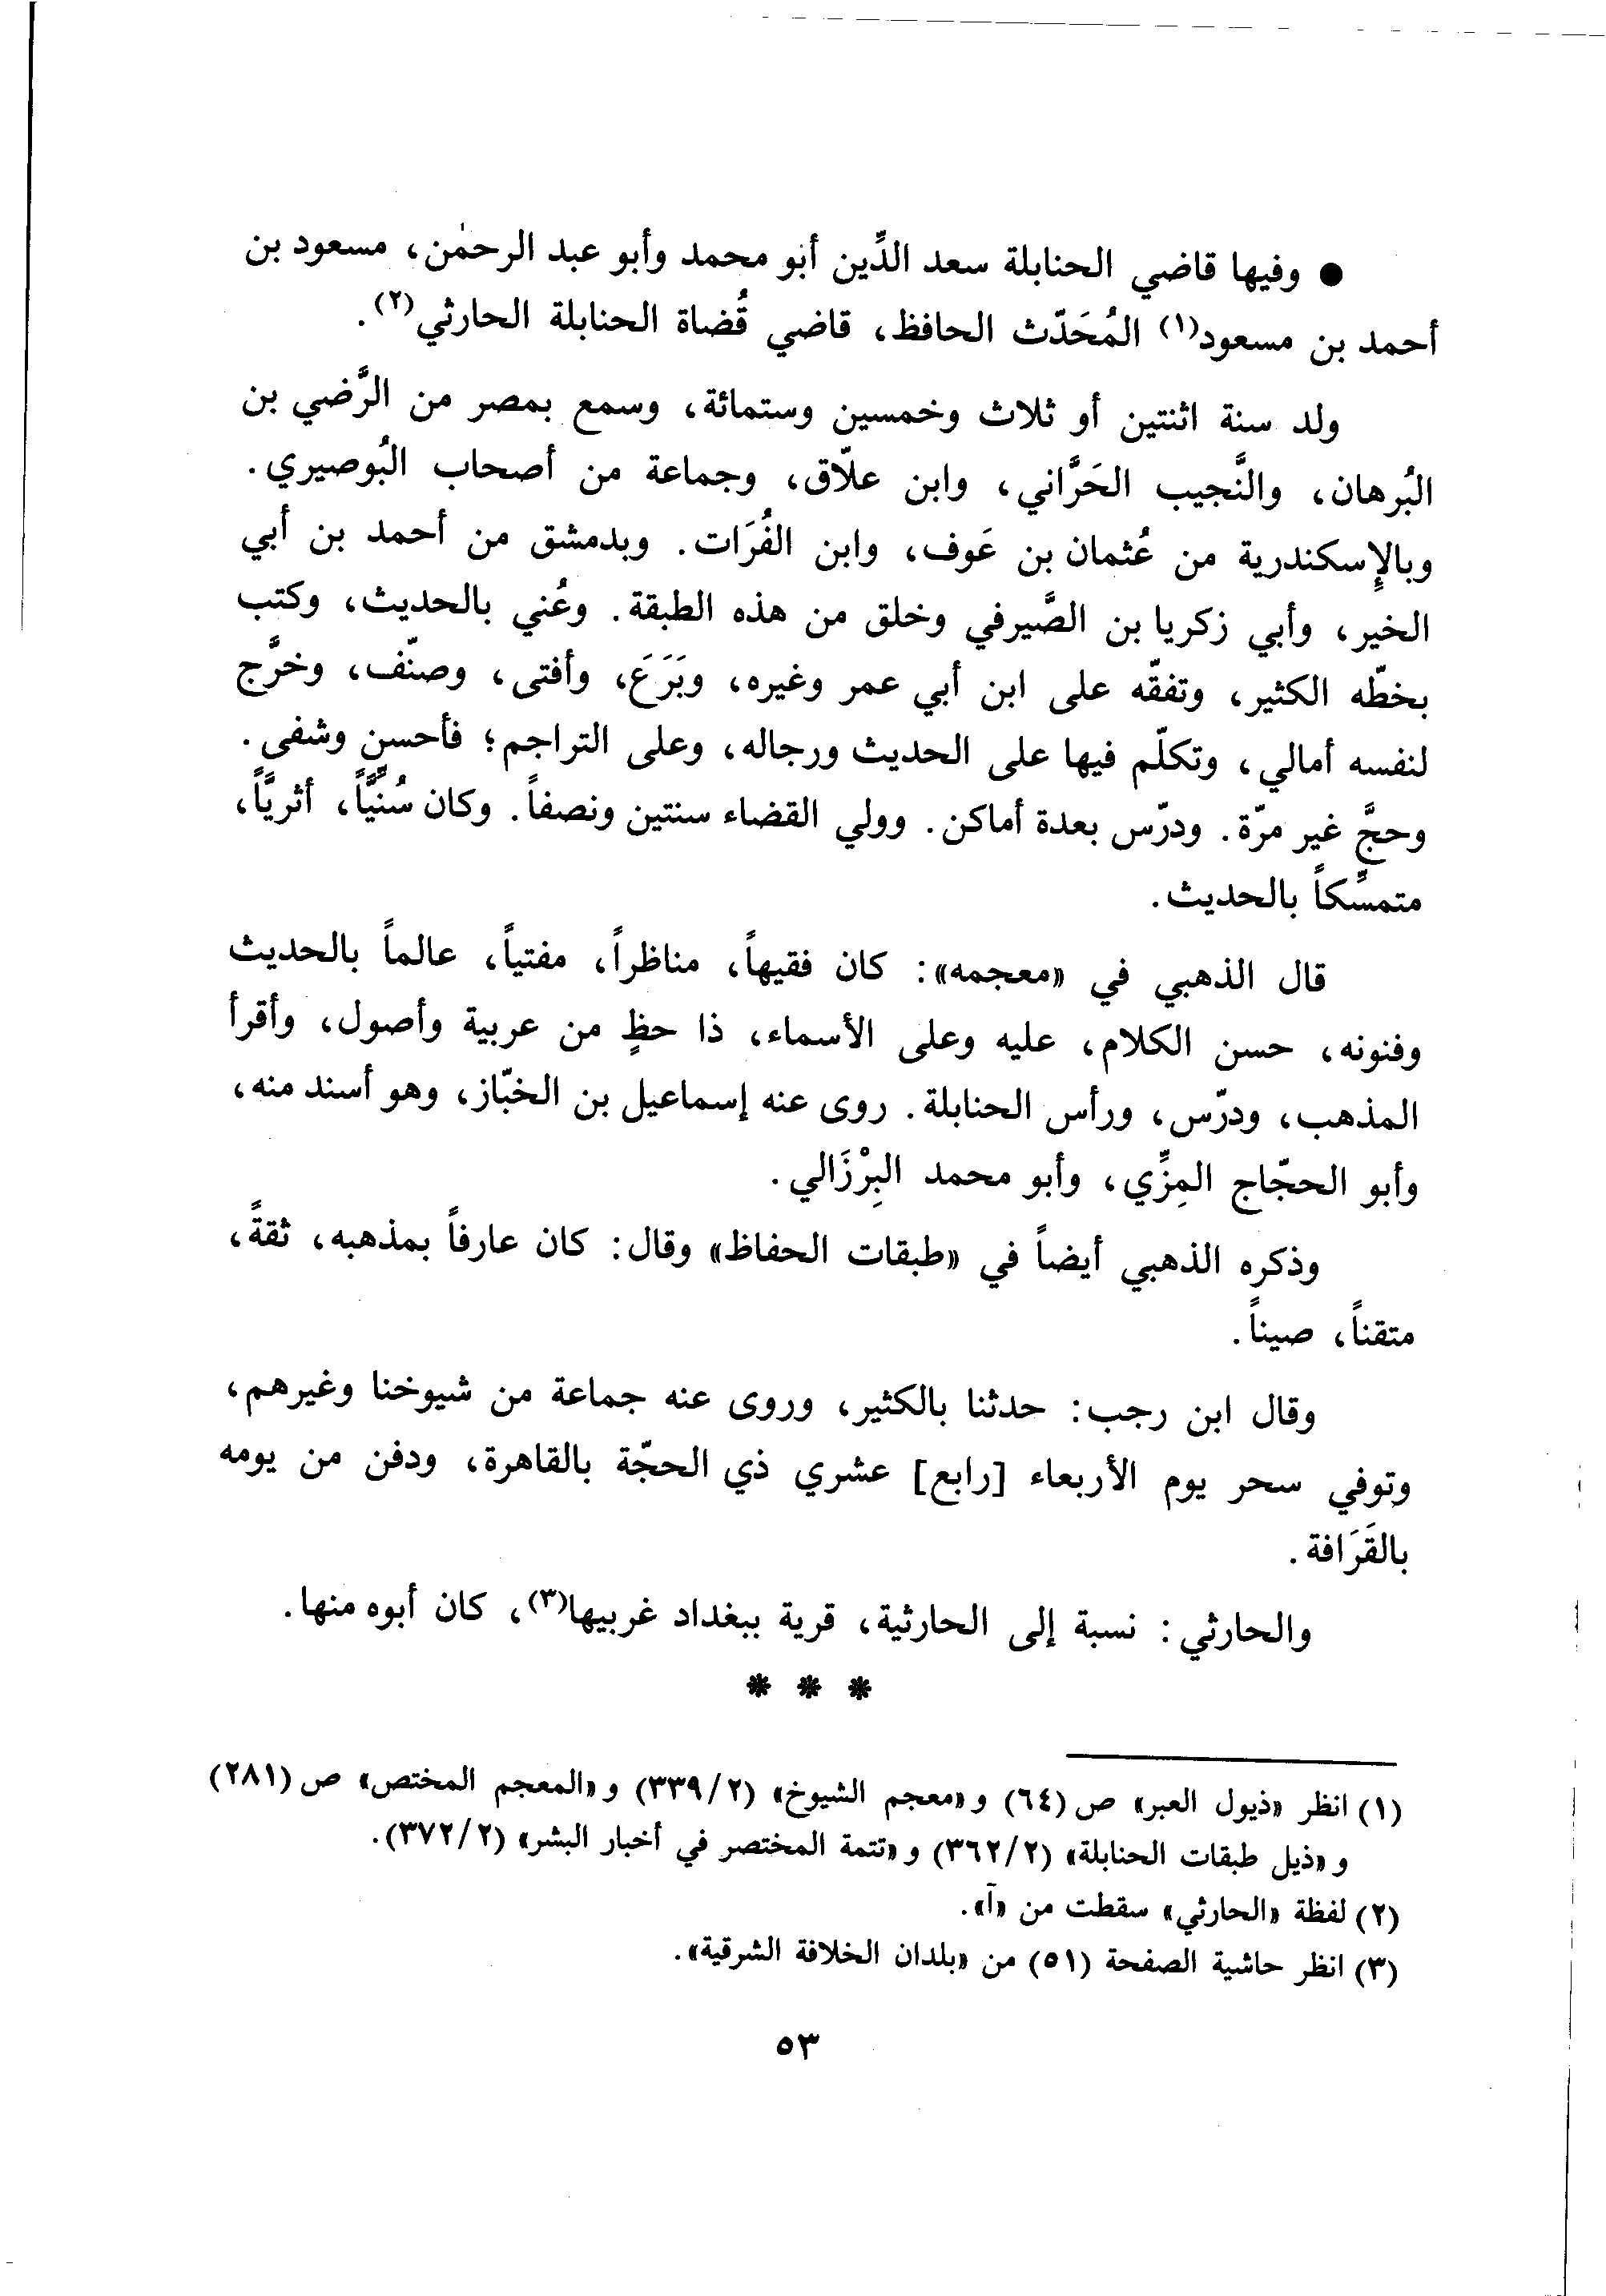 ● وفيها قاضي الحنابلة سعد الدِّين أبو محمد وأبو عبد الرحمٰن، مسعود بن
أحمد بن مسعود(١) المُحَدّث الحافظ، قاضي قُضاة الحنابلة الحارثي(٢).
ولد سنة اثنتين أو ثلاث وخمسين وستمائة، وسمع بمصر من الرَّضي بن
البُرهان، والنَّجيب الحَرَّاني، وابن علاّق، وجماعة من أصحاب البُوصيري.
وبالإِسكندرية من عُثمان بن عَوف، وابن الفُرَات. وبدمشق من أحمد بن أبي
الخير، وأبي زكريا بن الصَّيرفي وخلق من هذه الطبقة. وعُني بالحديث، وكتب
بخطّه الكثير، وتفقّه على ابن أبي عمر وغيره، وبَرَعَ، وأفتى، وصنّف، وخرَّج
لنفسه أمالي، وتكلّم فيها على الحديث ورجاله، وعلى التراجم؛ فأحسن وشفى.
وحجَّ غير مرّة. ودرّس بعدة أماكن. وولي القضاء سنتين ونصفاً. وكان سُنِّيَّاً، أثريَّاً،
متمسِّكاً بالحديث.
قال الذهبي في «معجمه»: كان فقيهاً، مناظراً، مفتياً، عالماً بالحديث
وفنونه، حسن الكلام، عليه وعلى الأسماء، ذا حظٍ من عربية وأصول، وأقرأ
المذهب، ودرّس، ورأس الحنابلة. روى عنه إسماعيل بن الخبّاز، وهو أسند منه،
وأبو الحجّاج المِزِّي، وأبو محمد البِرْزَالي.
وذكره الذهبي أيضاً في «طبقات الحفاظ» وقال: كان عارفاً بمذهبه، ثقةً،
متقناً، صيناً.
وقال ابن رجب: حدثنا بالكثير، وروى عنه جماعة من شيوخنا وغيرهم،
وتوفي سحر يوم الأربعاء [رابع] عشري ذي الحجّة بالقاهرة، ودفن من يومه
بالقَرَافة.
والحارثي: نسبة إلى الحارثية، قرية ببغداد غربيها(٣)، كان أبوه منها.
* * *
(١) انظر «ذيول العبر» ص (٦٤) و«معجم الشيوخ» (٣٣٩/٢) و«المعجم المختص» ص (٢٨١)
و«ذيل طبقات الحنابلة» (٣٦٢/٢) و«تتمة المختصر في أخبار البشر» (٣٧٢/٢).
(٢) لفظة «الحارثي» سقطت من «آ».
(٣) انظر حاشية الصفحة (٥١) من «بلدان الخلافة الشرقية».
٥٣